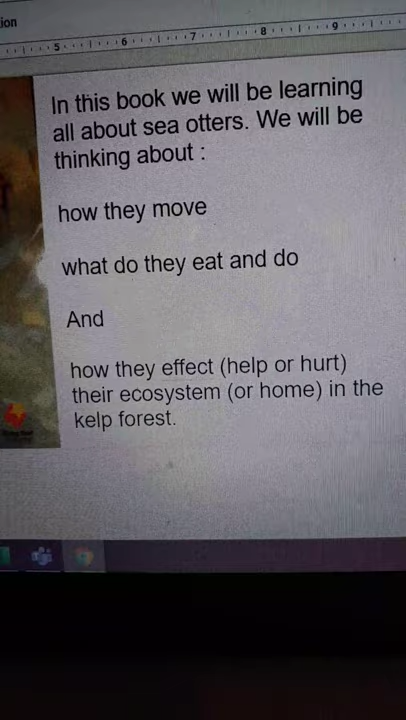 ion
5 6 7 8 9
In this book we will be learning
all about sea otters. We will be
thinking about :
how they move
what do they eat and do
And
how they effect (help or hurt)
their ecosystem (or home) in the
kelp forest.